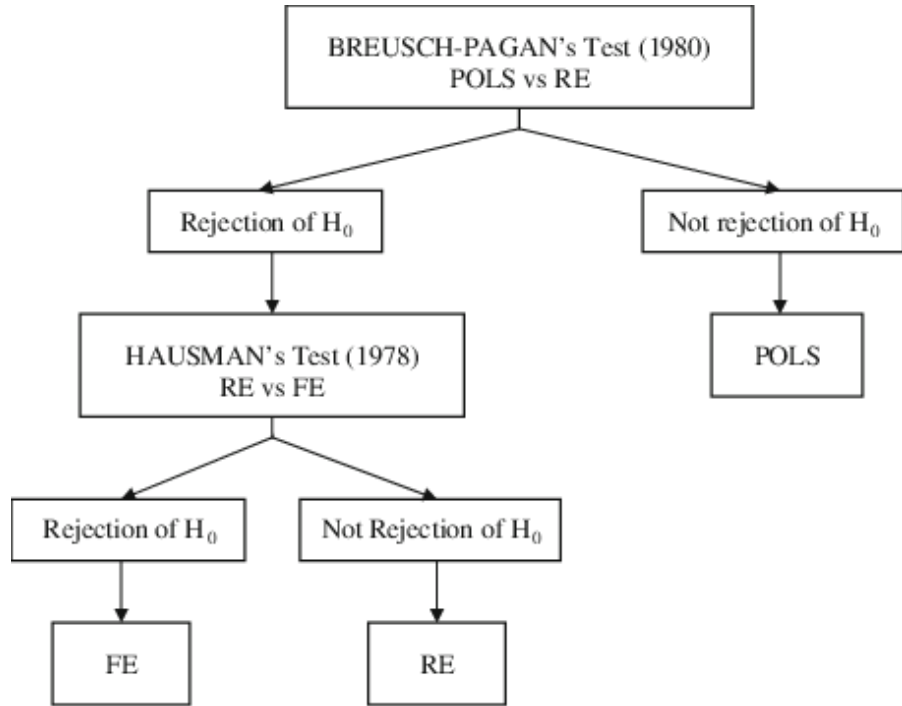 BREUSCH-PAGAN's Test (1980)
POLS vs RE
Rejection of H₀
Not rejection of H₀
HAUSMAN's Test (1978)
RE vs FE
POLS
Rejection of H₀
Not Rejection of H₀
FE
RE